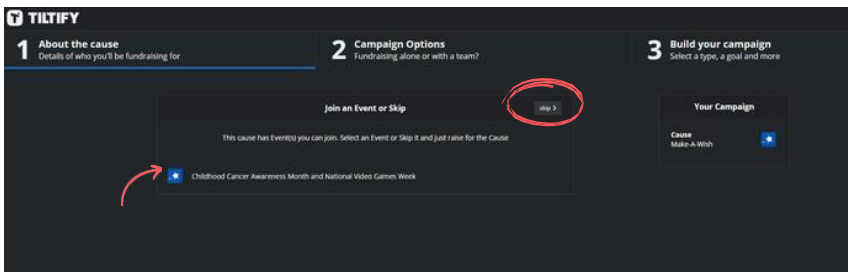 TILTIFY
1 About the cause
Details of who you'll be fundraising for
2 Campaign Options
Fundraising alone or with a team?
3 Build your campaign
Select a type, a goal and more
Join an Event or Skip
skip >
This cause has Event(s) you can join. Select an Event or Skip it and just raise for the Cause
Childhood Cancer Awareness Month and National Video Games Week
Your Campaign
Cause
Make-A-Wish